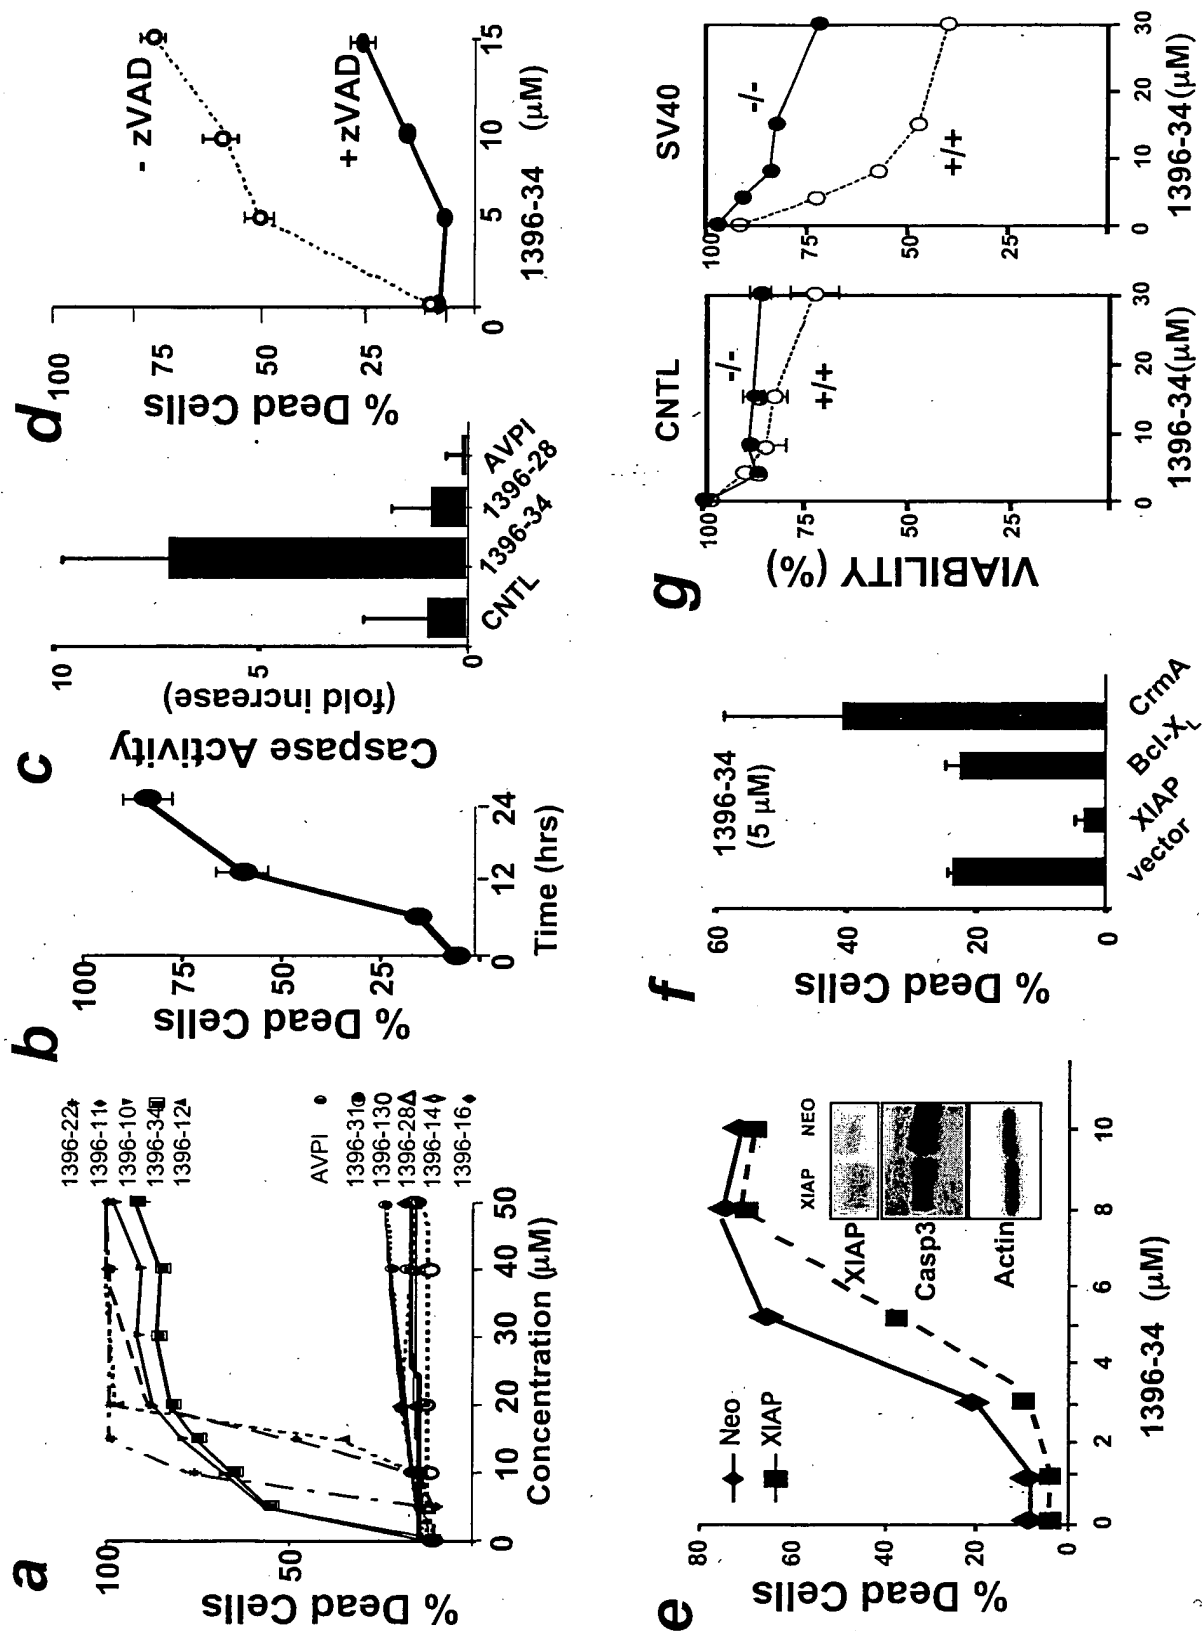 a
% Dead Cells
100
50
0
10
20
30
40
50
Concentration (µM)
1396-22
1396-11
1396-10
1396-34
1396-12
AVPI
1396-31
1396-130
1396-28
1396-14
1396-16
b
% Dead Cells
100
75
50
25
0
12
24
Time (hrs)
c
Caspase Activity
(fold increase)
10
5
0
CNTL
1396-34
1396-28
AVPI
d
% Dead Cells
100
75
50
25
- zVAD
+ zVAD
0
5
10
15
1396-34 (µM)
e
% Dead Cells
80
60
40
20
0
Neo
XIAP
XIAP NEO
XIAP
Casp3
Actin
0
2
4
6
8
10
1396-34 (µM)
f
% Dead Cells
60
40
20
0
1396-34
(5 µM)
vector
XIAP
Bcl-XL
CrmA
g
VIABILITY (%)
CNTL
100
75
50
25
-/-
+/+
0
10
20
30
1396-34(µM)
SV40
100
75
50
25
-/-
+/+
0
10
20
30
1396-34(µM)